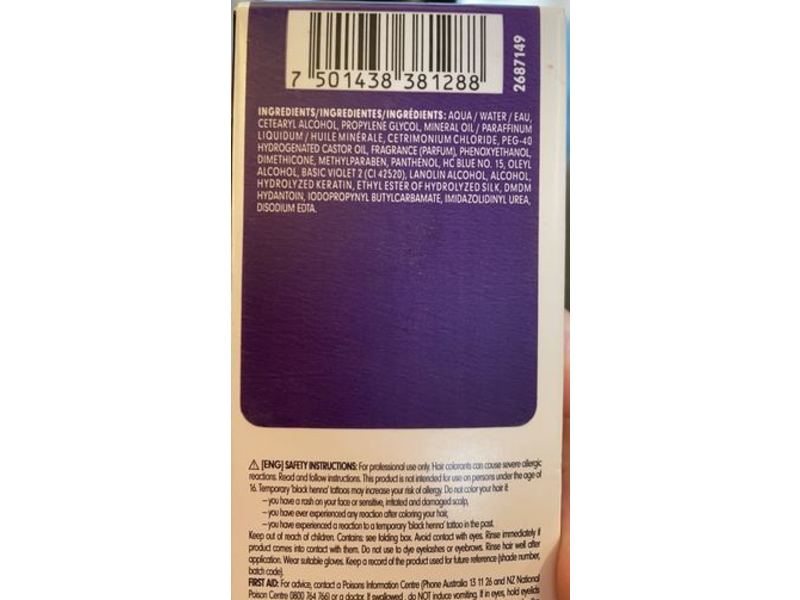 7 501438 381288
2687149
INGREDIENTS/INGREDIENTES/INGRÉDIENTS: AQUA / WATER / EAU,
CETEARYL ALCOHOL, PROPYLENE GLYCOL, MINERAL OIL / PARAFFINUM
LIQUIDUM / HUILE MINÉRALE, CETRIMONIUM CHLORIDE, PEG-40
HYDROGENATED CASTOR OIL, FRAGRANCE (PARFUM), PHENOXYETHANOL,
DIMETHICONE, METHYLPARABEN, PANTHENOL, HC BLUE NO. 15, OLEYL
ALCOHOL, BASIC VIOLET 2 (CI 42520), LANOLIN ALCOHOL, ALCOHOL,
HYDROLYZED KERATIN, ETHYL ESTER OF HYDROLYZED SILK, DMDM
HYDANTOIN, IODOPROPYNYL BUTYLCARBAMATE, IMIDAZOLIDINYL UREA,
DISODIUM EDTA.
⚠ [ENG] SAFETY INSTRUCTIONS: For professional use only. Hair colorants can cause severe allergic
reactions. Read and follow instructions. This product is not intended for use on persons under the age of
16. Temporary 'black henna' tattoos may increase your risk of allergy. Do not color your hair if:
– you have a rash on your face or sensitive, irritated and damaged scalp,
– you have ever experienced any reaction after coloring your hair,
– you have experienced a reaction to a temporary 'black henna' tattoo in the past.
Keep out of reach of children. Contains: see folding box. Avoid contact with eyes. Rinse immediately if
product comes into contact with them. Do not use to dye eyelashes or eyebrows. Rinse hair well after
application. Wear suitable gloves. Keep a record of the product used for future reference (shade number,
batch code).
FIRST AID: For advice, contact a Poisons Information Centre (Phone Australia 13 11 26 and NZ National
Poison Centre 0800 764 766) or a doctor. If swallowed, do NOT induce vomiting. If in eyes, hold eyelids